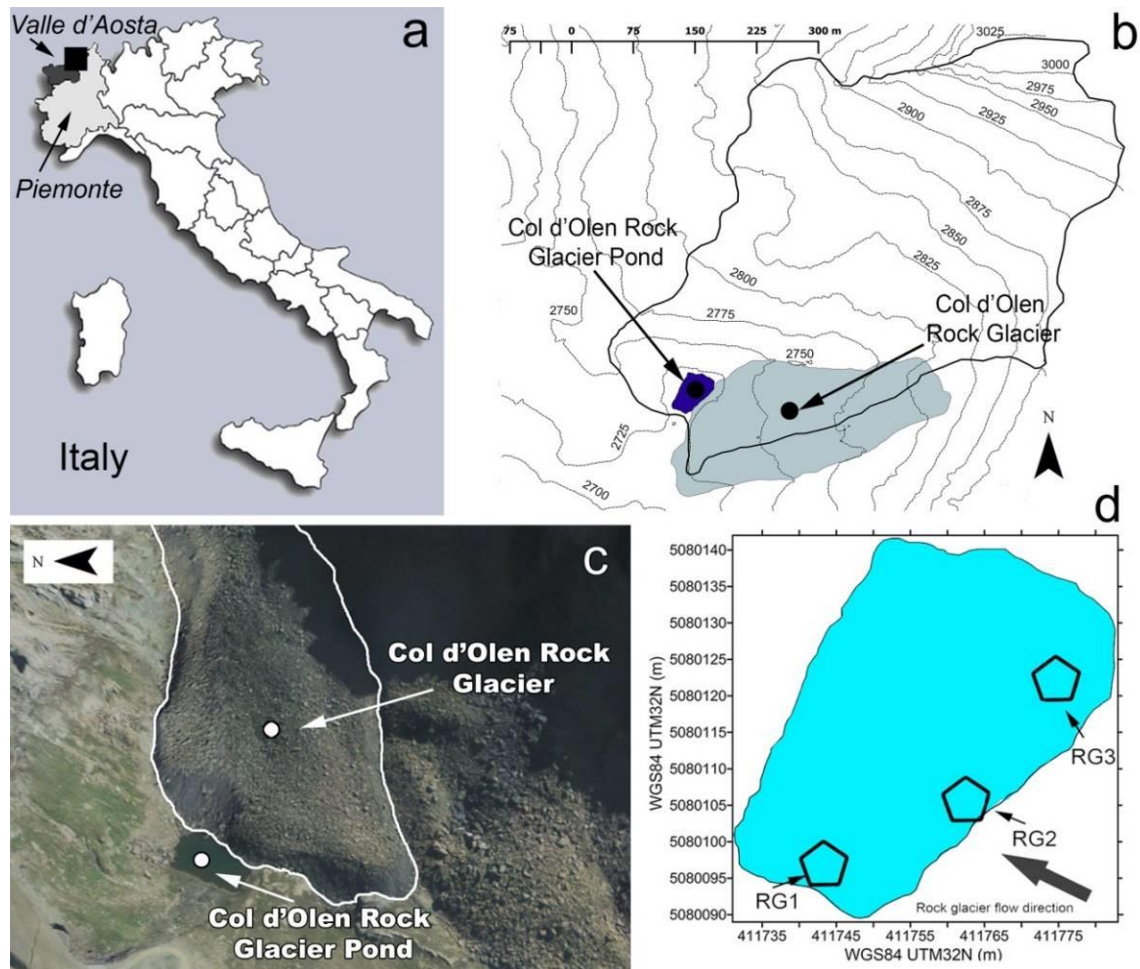 Valle d'Aosta
a
Piemonte
Italy
75 0 75 150 300 m
b
3025
3000
2975
2950
2925
2900
2875
2850
2825
2800
2775
2750
2750
2725
2700
Col d'Olen Rock
Glacier Pond
Col d'Olen
Rock Glacier
N
N
c
Col d'Olen Rock
Glacier
Col d'Olen Rock
Glacier Pond
d
5080140
5080135
5080130
5080125
5080120
5080115
5080110
5080105
5080100
5080095
5080090
WGS84 UTM32N (m)
RG3
RG2
RG1
Rock glacier flow direction
411735 411745 411755 411765 411775
WGS84 UTM32N (m)